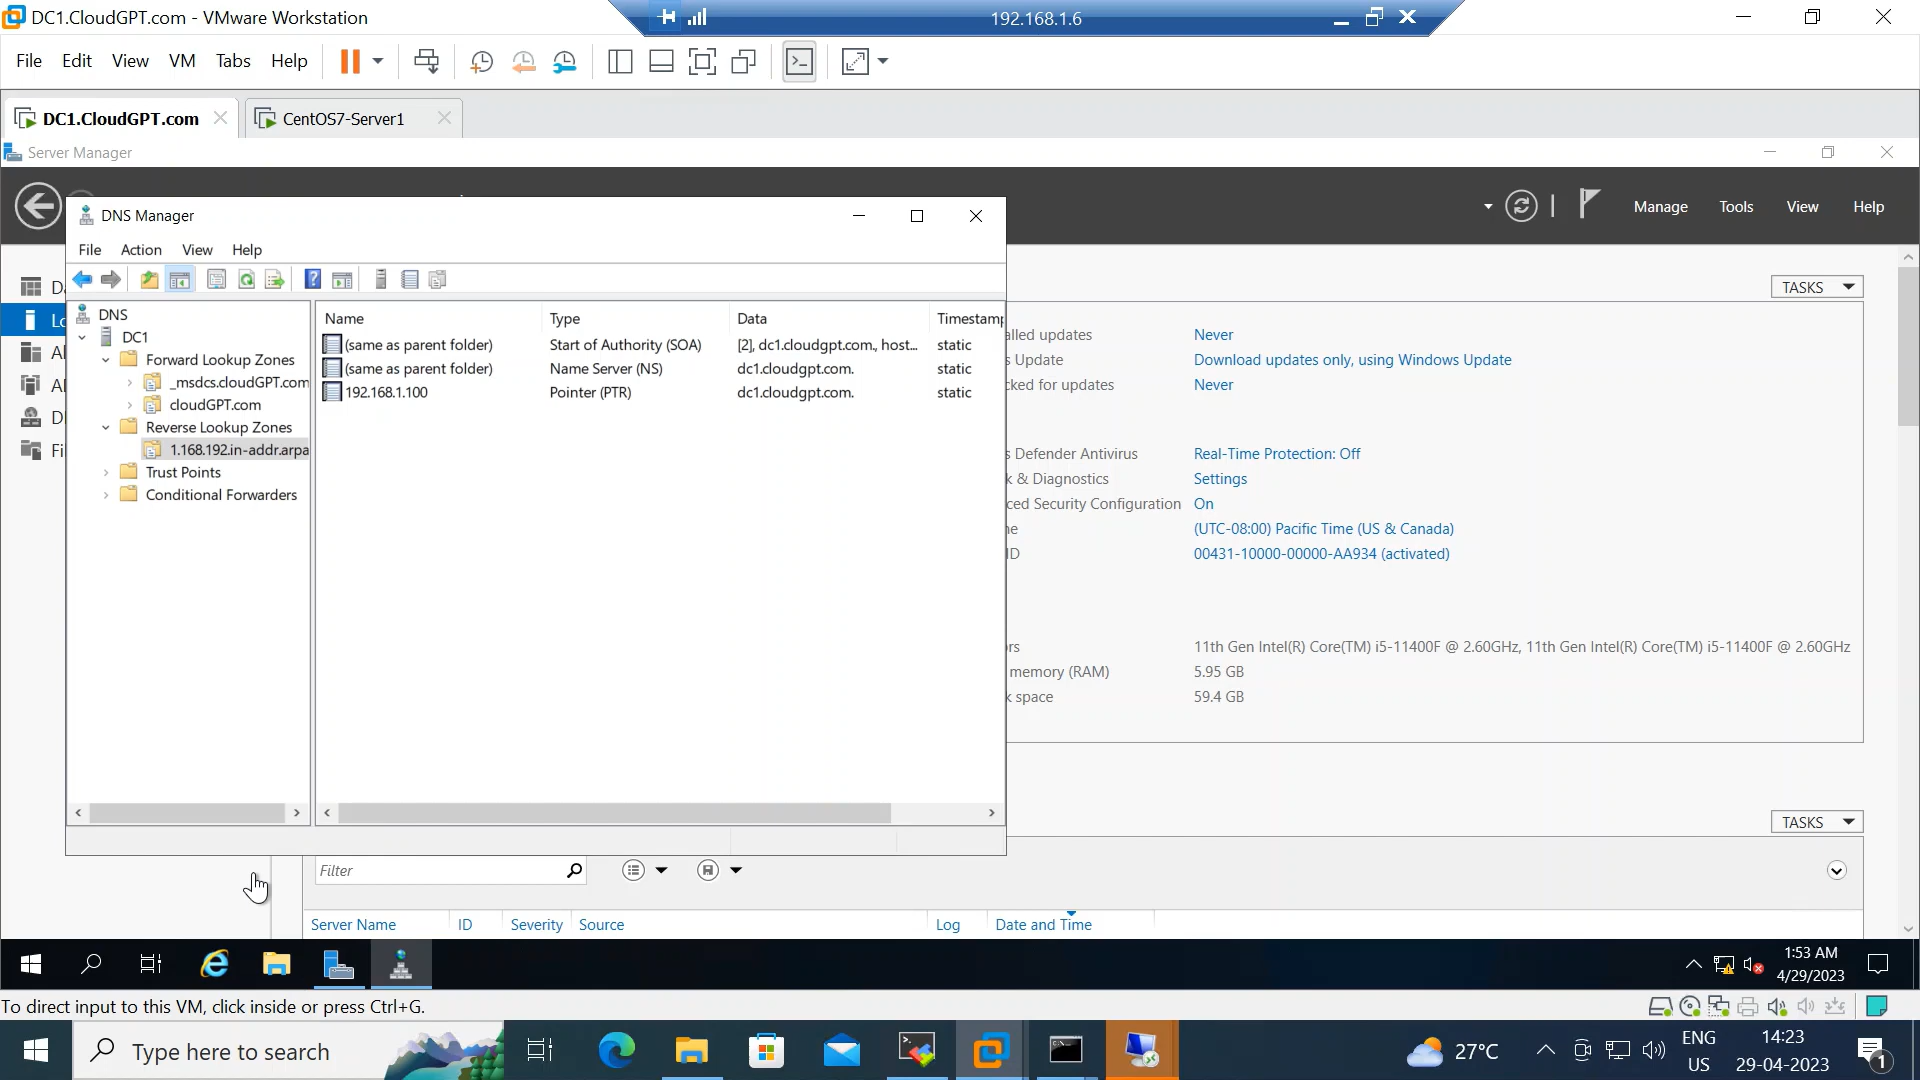 DC1.CloudGPT.com - VMware Workstation
192.168.1.6
File Edit View VM Tabs Help
DC1.CloudGPT.com
CentOS7-Server1
Server Manager
Manage Tools View Help
DNS Manager
File Action View Help
TASKS
DNS
DC1
Forward Lookup Zones
_msdcs.cloudGPT.com
cloudGPT.com
Reverse Lookup Zones
1.168.192.in-addr.arpa
Trust Points
Conditional Forwarders
Name Type Data Timestamp
(same as parent folder) Start of Authority (SOA) [2], dc1.cloudgpt.com., host... static
(same as parent folder) Name Server (NS) dc1.cloudgpt.com. static
192.168.1.100 Pointer (PTR) dc1.cloudgpt.com. static
alled updates Never
s Update Download updates only, using Windows Update
cked for updates Never
s Defender Antivirus Real-Time Protection: Off
k & Diagnostics Settings
ced Security Configuration On
ne (UTC-08:00) Pacific Time (US & Canada)
ID 00431-10000-00000-AA934 (activated)
rs 11th Gen Intel(R) Core(TM) i5-11400F @ 2.60GHz, 11th Gen Intel(R) Core(TM) i5-11400F @ 2.60GHz
memory (RAM) 5.95 GB
k space 59.4 GB
TASKS
Filter
Server Name ID Severity Source Log Date and Time
1:53 AM
4/29/2023
To direct input to this VM, click inside or press Ctrl+G.
Type here to search
27°C
ENG
US
14:23
29-04-2023
1